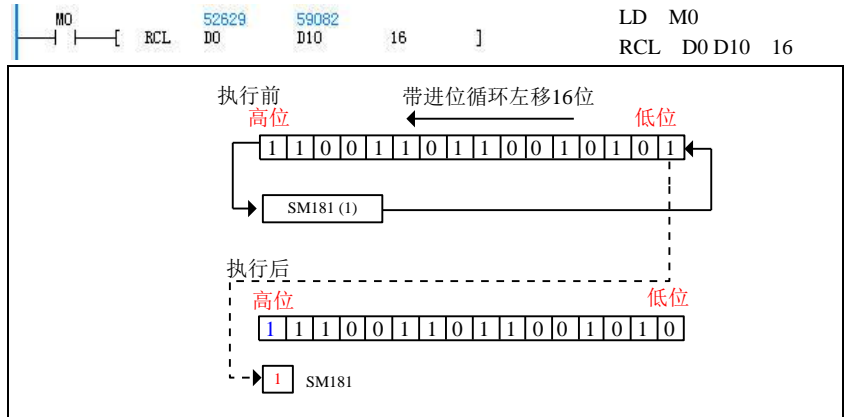 M0 52629 59082
RCL D0 D10 16
LD M0
RCL D0 D10 16
执行前 带进位循环左移16位
高位 低位
1 1 0 0 1 1 0 1 1 0 0 1 0 1 0 1
SM181 (1)
执行后
高位 低位
1 1 1 0 0 1 1 0 1 1 0 0 1 0 1 0
1 SM181